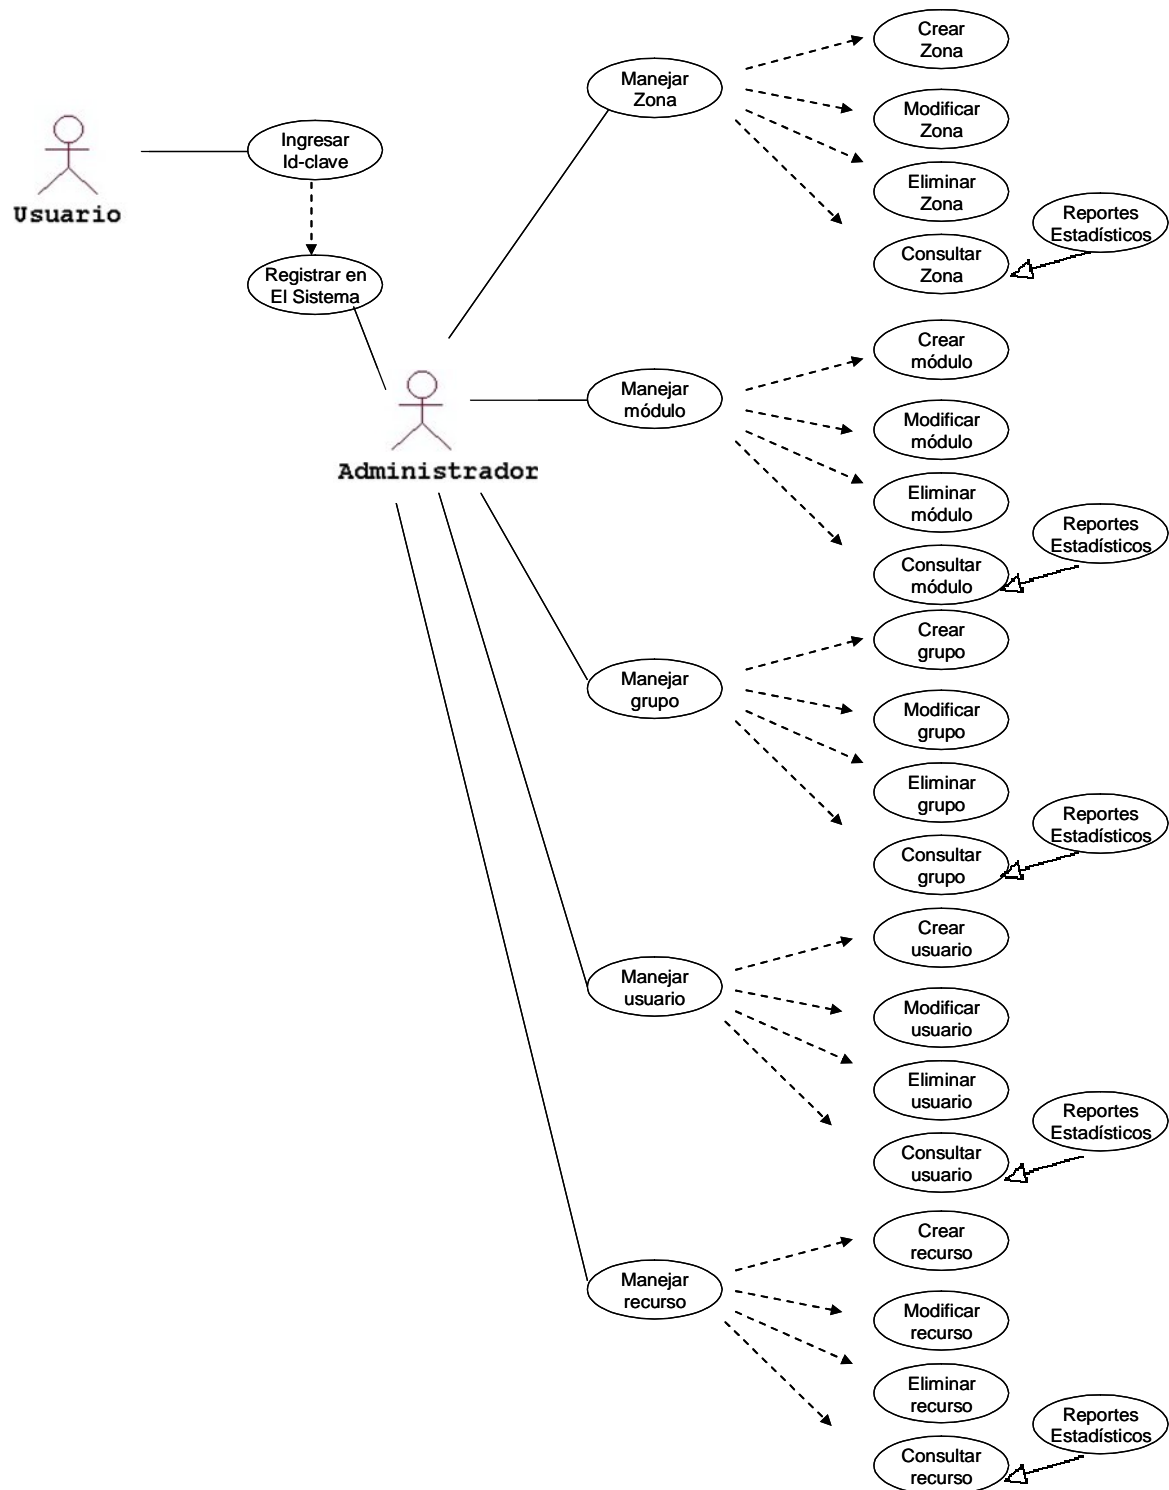 Usuario
Ingresar
Id-clave
Registrar en
El Sistema
Administrador
Manejar
Zona
Crear
Zona
Modificar
Zona
Eliminar
Zona
Consultar
Zona
Reportes
Estadísticos
Manejar
módulo
Crear
módulo
Modificar
módulo
Eliminar
módulo
Consultar
módulo
Reportes
Estadísticos
Manejar
grupo
Crear
grupo
Modificar
grupo
Eliminar
grupo
Consultar
grupo
Reportes
Estadísticos
Manejar
usuario
Crear
usuario
Modificar
usuario
Eliminar
usuario
Consultar
usuario
Reportes
Estadísticos
Manejar
recurso
Crear
recurso
Modificar
recurso
Eliminar
recurso
Consultar
recurso
Reportes
Estadísticos